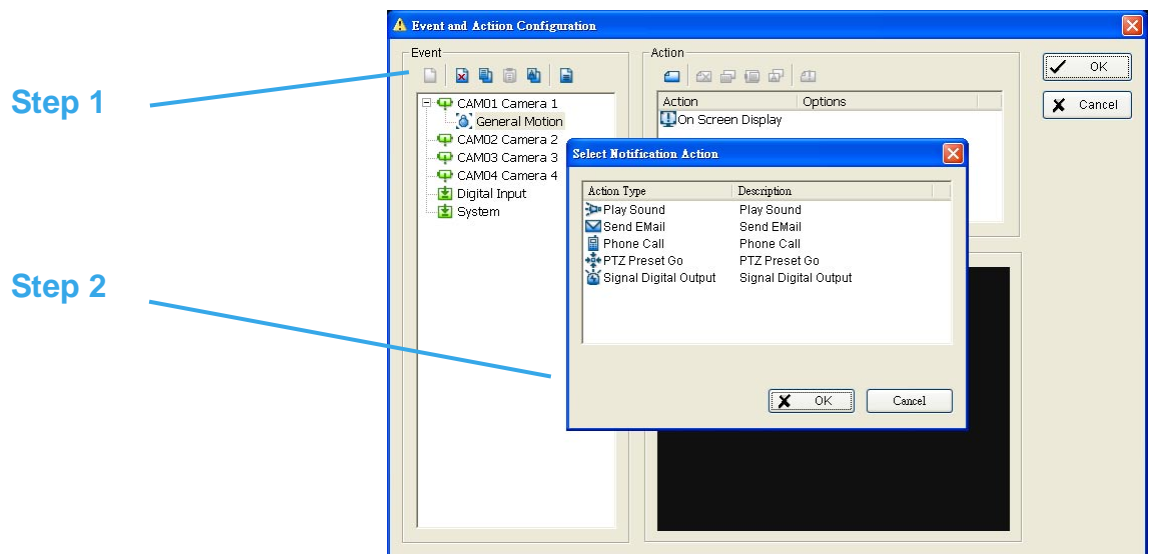 Event and Actiion Configuration
Event
Action
OK
Cancel
Step 1
CAM01 Camera 1
General Motion
CAM02 Camera 2
CAM03 Camera 3
CAM04 Camera 4
Digital Input
System
Action Options
On Screen Display
Select Notification Action
Action Type Description
Play Sound Play Sound
Send EMail Send EMail
Phone Call Phone Call
PTZ Preset Go PTZ Preset Go
Signal Digital Output Signal Digital Output
Step 2
OK Cancel